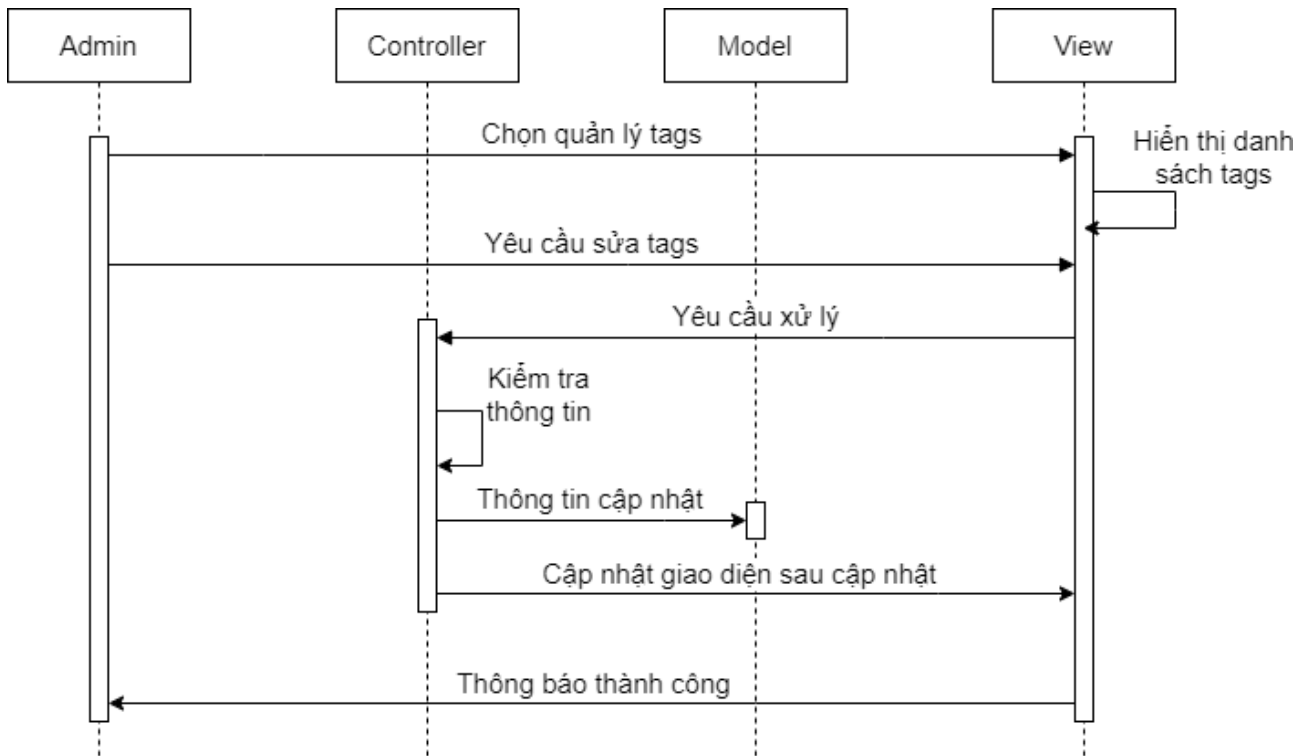 Admin
Controller
Model
View
Chọn quản lý tags
Hiển thị danh
sách tags
Yêu cầu sửa tags
Yêu cầu xử lý
Kiểm tra
thông tin
Thông tin cập nhật
Cập nhật giao diện sau cập nhật
Thông báo thành công